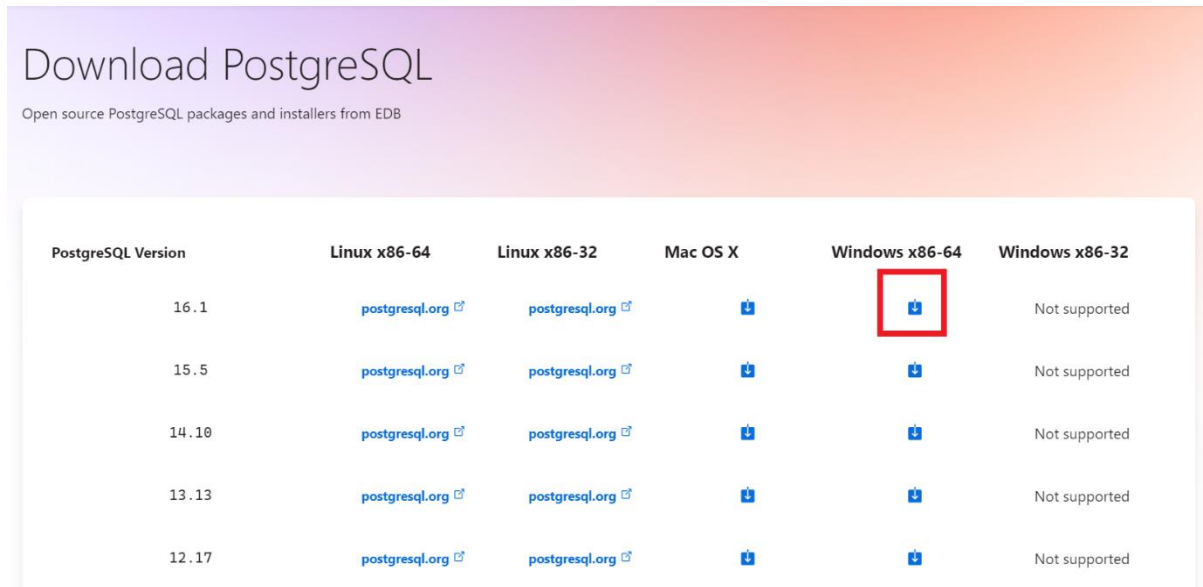 Download PostgreSQL
Open source PostgreSQL packages and installers from EDB
PostgreSQL Version Linux x86-64 Linux x86-32 Mac OS X Windows x86-64 Windows x86-32
16.1 postgresql.org postgresql.org Not supported
15.5 postgresql.org postgresql.org Not supported
14.10 postgresql.org postgresql.org Not supported
13.13 postgresql.org postgresql.org Not supported
12.17 postgresql.org postgresql.org Not supported